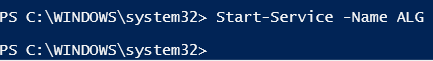 PS C:\WINDOWS\system32> Start-Service -Name ALG
PS C:\WINDOWS\system32>